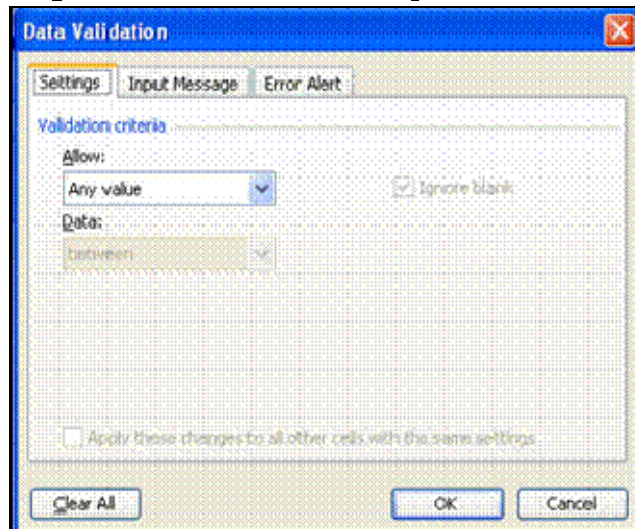 Data Validation
Settings Input Message Error Alert
Validation criteria
Allow:
Any value Ignore blank
Data:
between
Apply these changes to all other cells with the same settings
Clear All OK Cancel